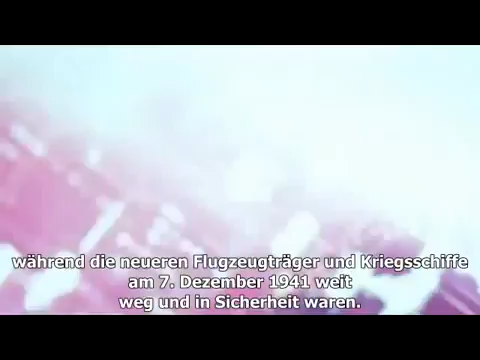 während die neueren Flugzeugträger und Kriegsschiffe
am 7. Dezember 1941 weit
weg und in Sicherheit waren.